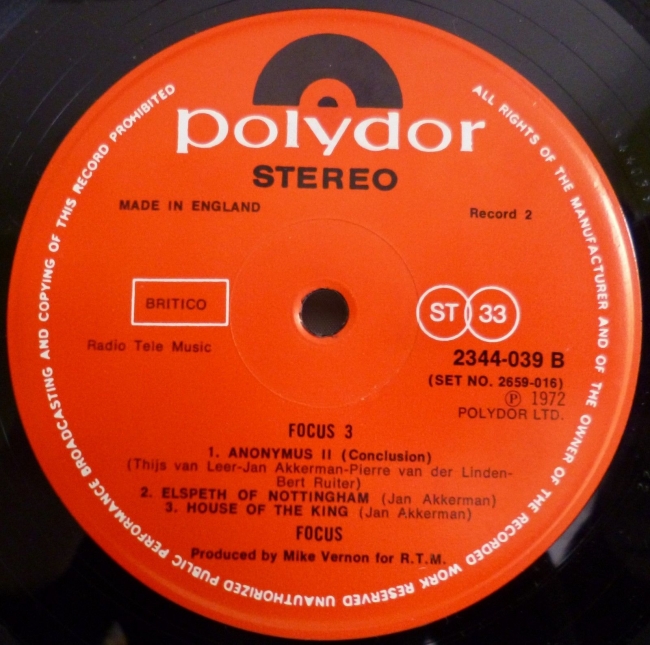 polydor
STEREO
MADE IN ENGLAND
Record 2
BRITICO
ST 33
Radio Tele Music
2344-039 B
(SET NO. 2659-016)
Ⓟ 1972
POLYDOR LTD.
FOCUS 3
1. ANONYMUS II (Conclusion)
(Thijs van Leer-Jan Akkerman-Pierre van der Linden-
Bert Ruiter)
2. ELSPETH OF NOTTINGHAM (Jan Akkerman)
3. HOUSE OF THE KING (Jan Akkerman)
FOCUS
Produced by Mike Vernon for R.T.M.
ALL RIGHTS OF THE MANUFACTURER AND OF THE OWNER OF THE RECORDED WORK RESERVED UNAUTHORIZED PUBLIC PERFORMANCE BROADCASTING AND COPYING OF THIS RECORD PROHIBITED